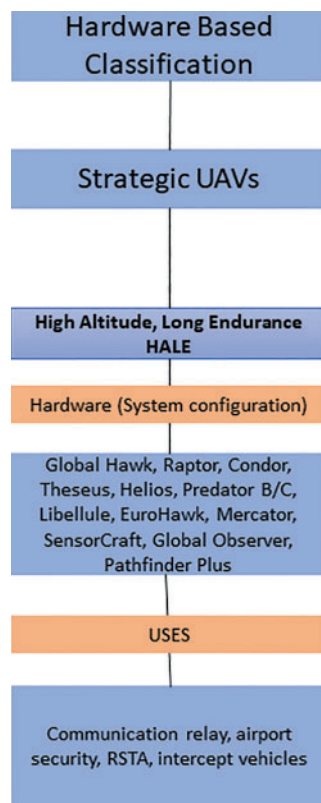 Hardware Based
Classification
Strategic UAVs
High Altitude, Long Endurance
HALE
Hardware (System configuration)
Global Hawk, Raptor, Condor,
Theseus, Helios, Predator B/C,
Libellule, EuroHawk, Mercator,
SensorCraft, Global Observer,
Pathfinder Plus
USES
Communication relay, airport
security, RSTA, intercept vehicles